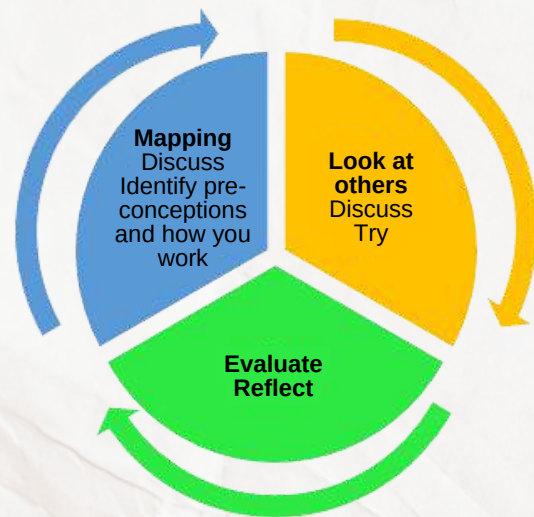 Mapping
Discuss
Identify pre-
conceptions
and how you
work
Look at
others
Discuss
Try
Evaluate
Reflect